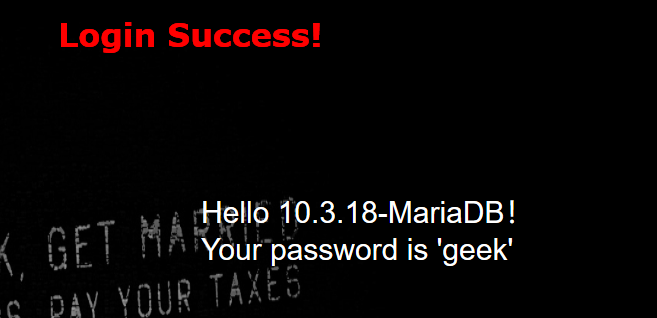 Login Success!
Hello 10.3.18-MariaDB!
Your password is 'geek'
K, GET MARRIED
S, PAY YOUR TAXES